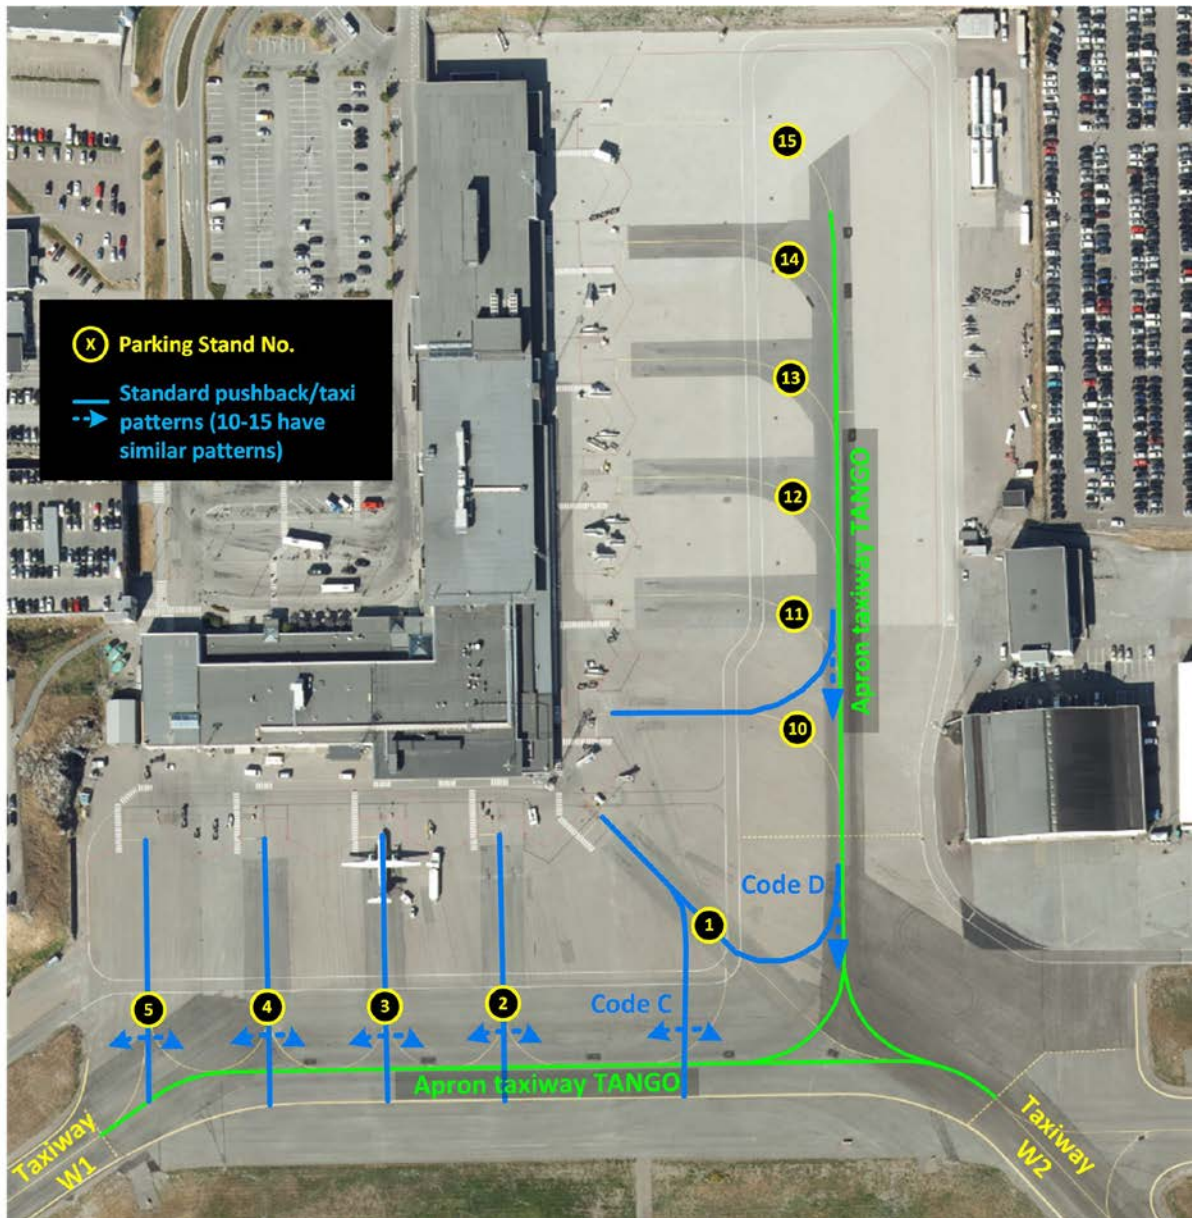 15
14
X Parking Stand No.
Standard pushback/taxi
patterns (10-15 have
similar patterns)
13
12
Apron taxiway TANGO
11
10
Code D
1
Code C
5
4
3
2
Apron taxiway TANGO
Taxiway
W1
Taxiway
W2